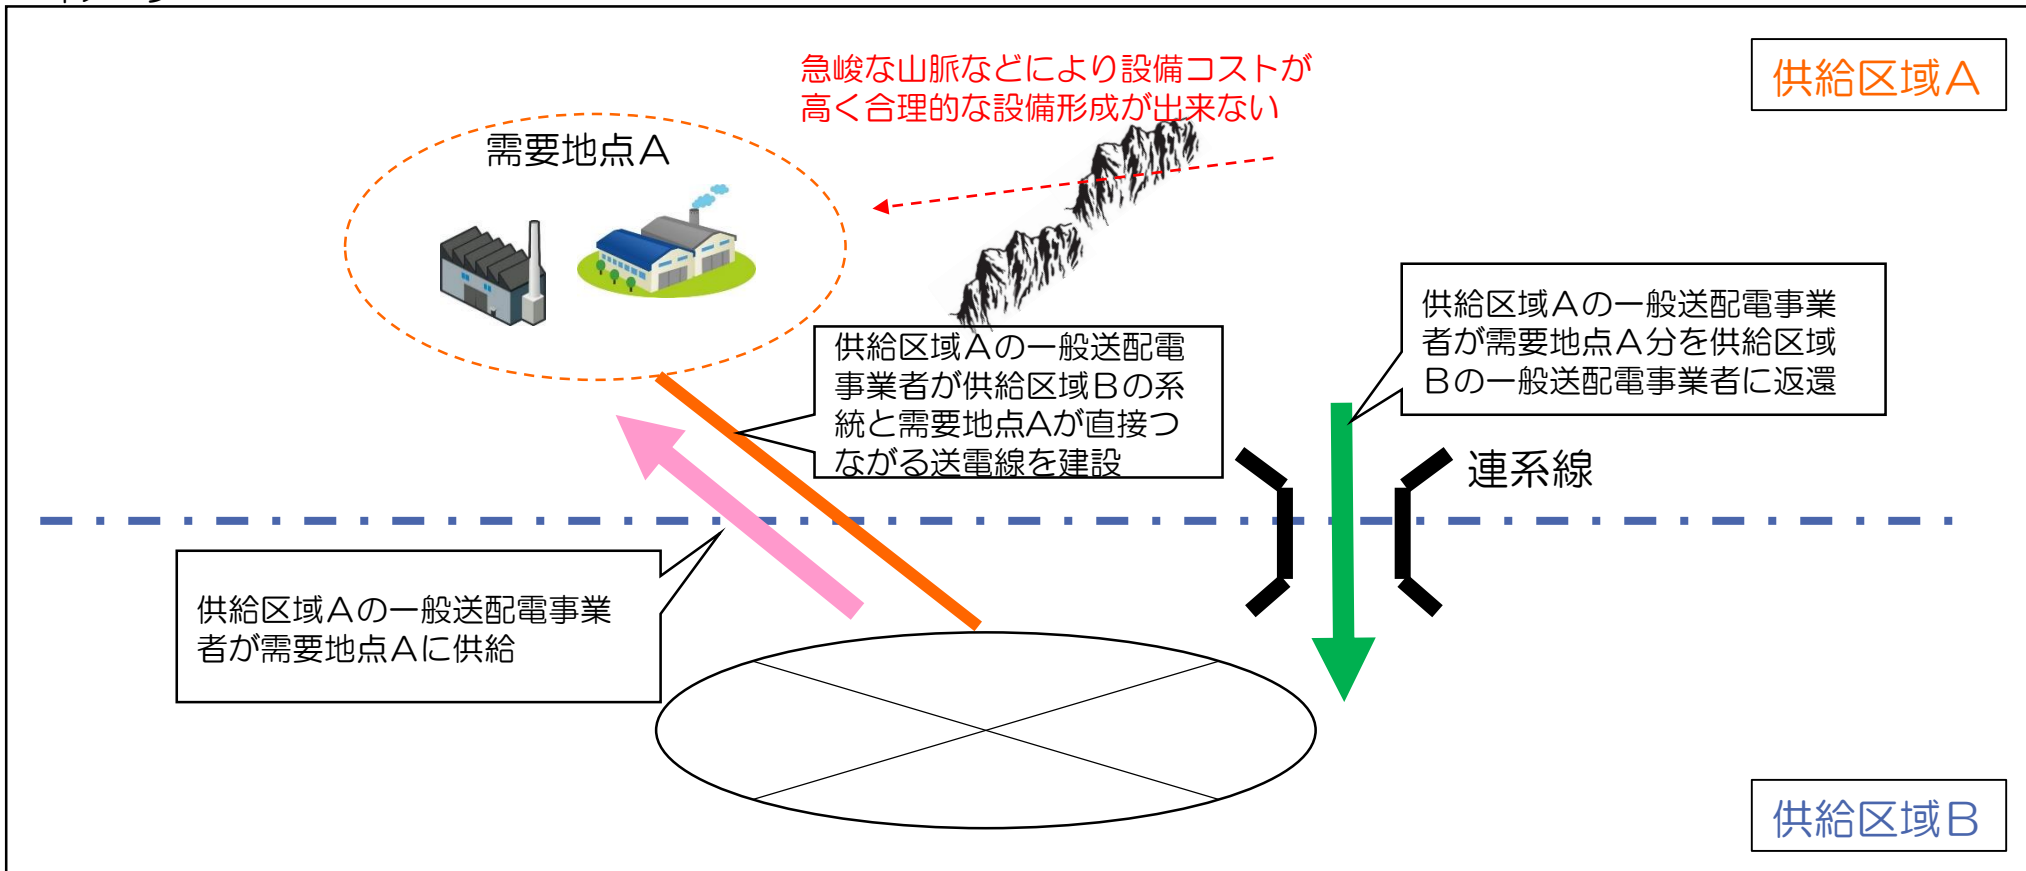 急峻な山脈などにより設備コストが
高く合理的な設備形成が出来ない
供給区域A
需要地点A
供給区域Aの一般送配電事業
者が需要地点A分を供給区域
Bの一般送配電事業者に返還
供給区域Aの一般送配電
事業者が供給区域Bの系
統と需要地点Aが直接つ
ながる送電線を建設
連系線
供給区域Aの一般送配電事業
者が需要地点Aに供給
供給区域B